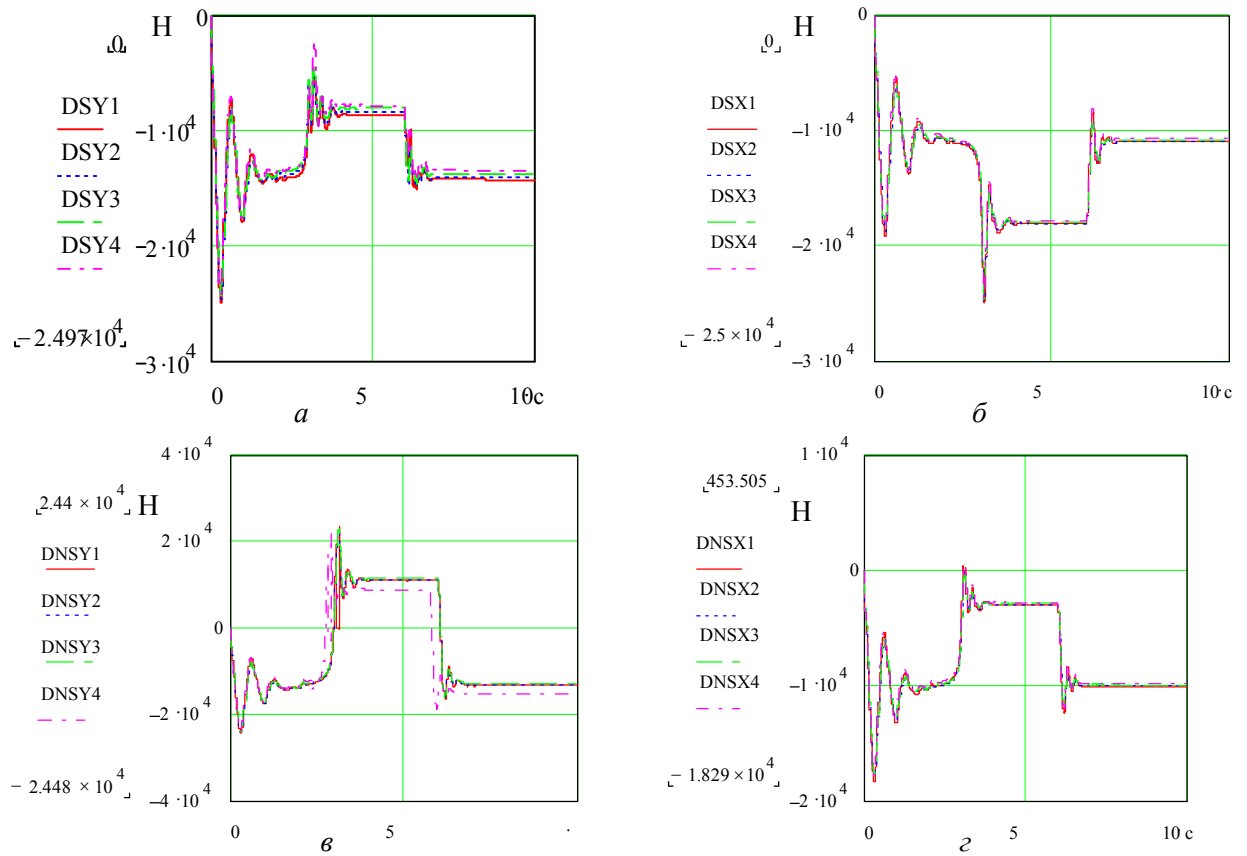 0
H
0
DSY1
DSY2
DSY3
DSY4
−2.497×10⁴
−1·10⁴
−2·10⁴
−3·10⁴
0
5
10 с
а
0
H
0
DSX1
DSX2
DSX3
DSX4
−2.5×10⁴
−1·10⁴
−2·10⁴
−3·10⁴
0
5
10 с
б
4·10⁴
2.44×10⁴
H
DNSY1
DNSY2
DNSY3
DNSY4
−2.448×10⁴
2·10⁴
0
−2·10⁴
−4·10⁴
0
5
в
1·10⁴
453.505
H
DNSX1
DNSX2
DNSX3
DNSX4
−1.829×10⁴
0
−1·10⁴
−2·10⁴
0
5
10 с
г